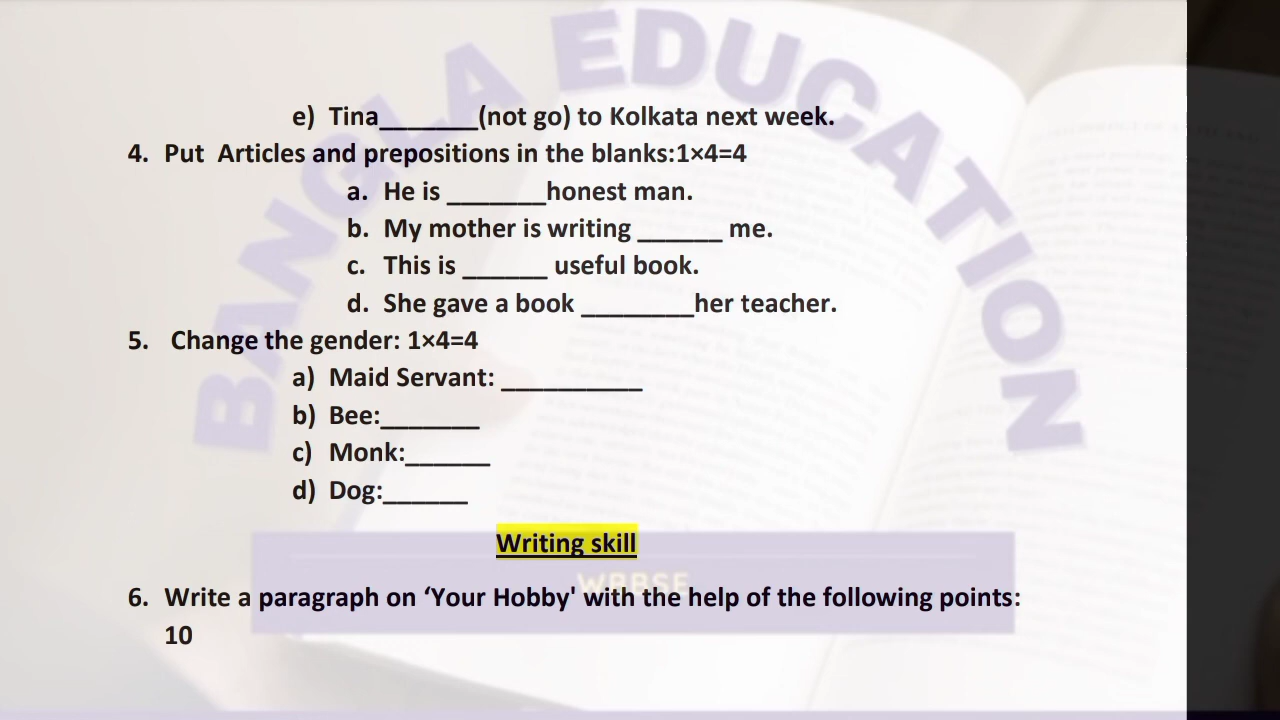 BANGLA EDUCATION
e) Tina_______(not go) to Kolkata next week.
4. Put Articles and prepositions in the blanks:1×4=4
a. He is _______honest man.
b. My mother is writing ______ me.
c. This is ______ useful book.
d. She gave a book ________her teacher.
5. Change the gender: 1×4=4
a) Maid Servant: __________
b) Bee:_______
c) Monk:______
d) Dog:______
Writing skill
WBBSE
6. Write a paragraph on ‘Your Hobby' with the help of the following points:
10